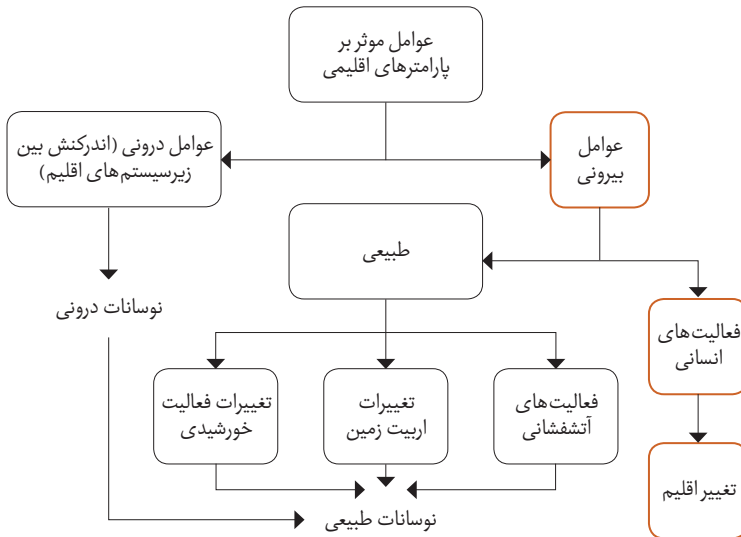 عوامل موثر بر
پارامترهای اقلیمی
عوامل
بیرونی
عوامل درونی (اندرکنش بین
زیرسیستم‌های اقلیم)
طبیعی
نوسانات درونی
فعالیت‌های
انسانی
فعالیت‌های
آتشفشانی
تغییرات
اربیت زمین
تغییرات فعالیت
خورشیدی
تغییر اقلیم
نوسانات طبیعی